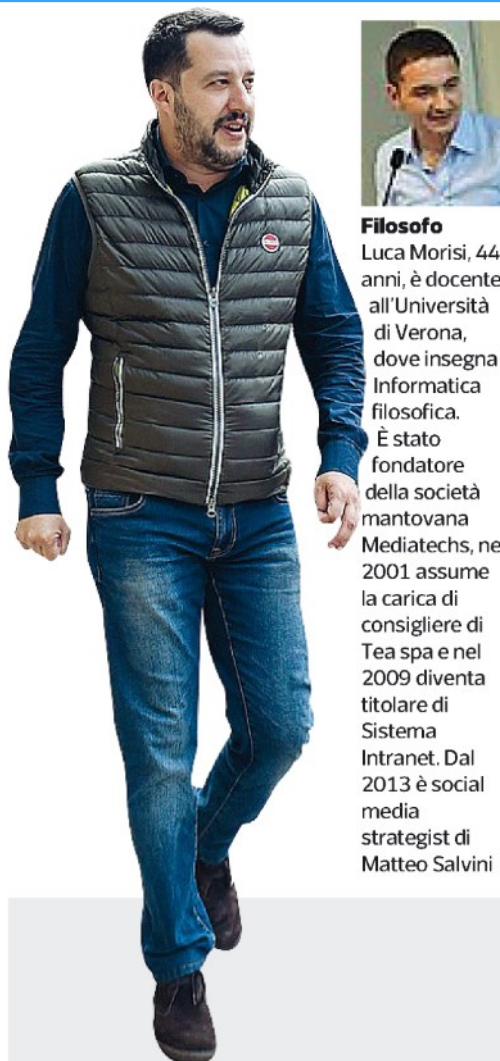 Filosofo
Luca Morisi, 44
anni, è docente
all'Università
di Verona,
dove insegna
Informatica
filosofica.
È stato
fondatore
della società
mantovana
Mediatechs, ne
2001 assume
la carica di
consigliere di
Tea spa e nel
2009 diventa
titolare di
Sistema
Intranet. Dal
2013 è social
media
strategist di
Matteo Salvini